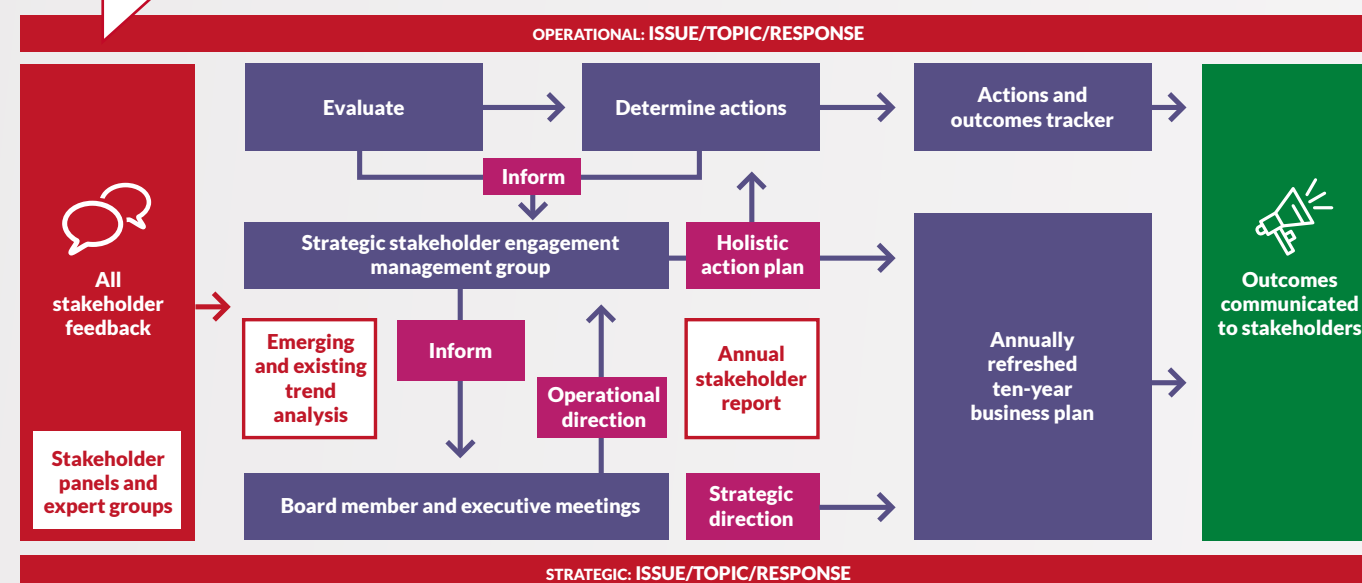 OPERATIONAL: ISSUE/TOPIC/RESPONSE
All
stakeholder
feedback
Stakeholder
panels and
expert groups
Evaluate
Determine actions
Actions and
outcomes tracker
Inform
Strategic stakeholder engagement
management group
Holistic
action plan
Emerging
and existing
trend
analysis
Inform
Operational
direction
Annual
stakeholder
report
Annually
refreshed
ten-year
business plan
Board member and executive meetings
Strategic
direction
Outcomes
communicated
to stakeholders
STRATEGIC: ISSUE/TOPIC/RESPONSE